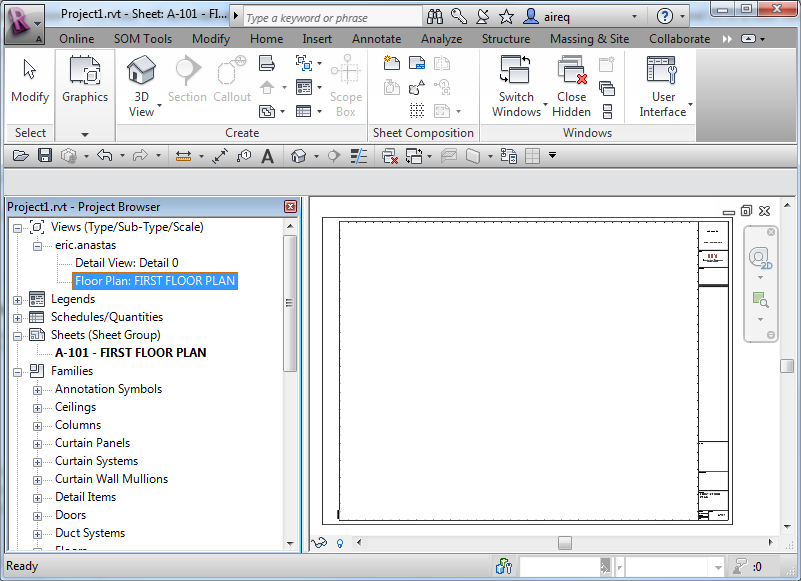 Project1.rvt - Sheet: A-101 - FI...
Type a keyword or phrase
aireq
Online SOM Tools Modify Home Insert Annotate Analyze Structure Massing & Site Collaborate
Modify Graphics 3D View Section Callout Scope Box Switch Windows Close Hidden User Interface
Select Create Sheet Composition Windows
Project1.rvt - Project Browser
Views (Type/Sub-Type/Scale)
eric.anastas
Detail View: Detail 0
Floor Plan: FIRST FLOOR PLAN
Legends
Schedules/Quantities
Sheets (Sheet Group)
A-101 - FIRST FLOOR PLAN
Families
Annotation Symbols
Ceilings
Columns
Curtain Panels
Curtain Systems
Curtain Wall Mullions
Detail Items
Doors
Duct Systems
Floors
2D
Ready
:0